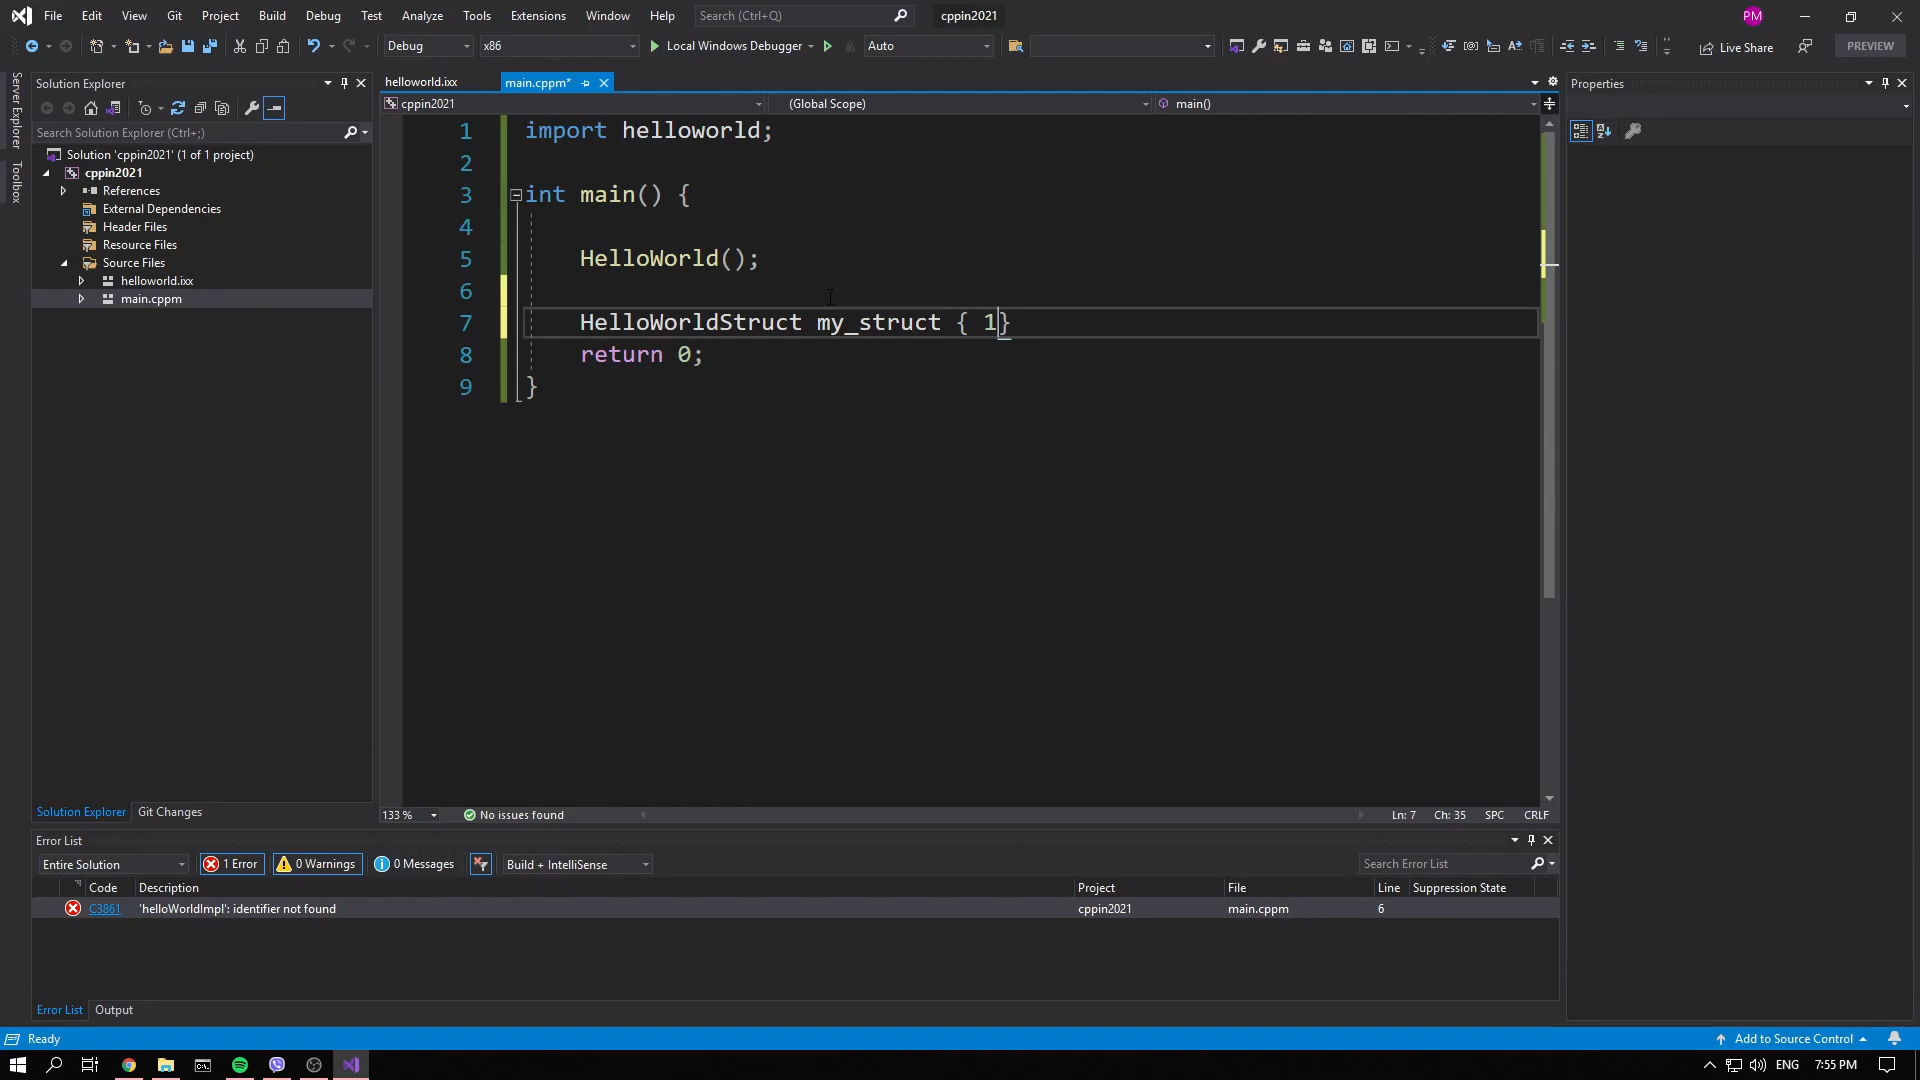 File Edit View Git Project Build Debug Test Analyze Tools Extensions Window Help Search (Ctrl+Q) cppin2021 PM
Debug x86 Local Windows Debugger Auto Live Share PREVIEW
Server Explorer
Toolbox
Solution Explorer
Search Solution Explorer (Ctrl+;)
Solution 'cppin2021' (1 of 1 project)
cppin2021
References
External Dependencies
Header Files
Resource Files
Source Files
helloworld.ixx
main.cppm
Solution Explorer Git Changes
helloworld.ixx main.cppm*
cppin2021 (Global Scope) main()
1 import helloworld;
2
3 int main() {
4
5 HelloWorld();
6
7 HelloWorldStruct my_struct { 1}
8 return 0;
9 }
133 % No issues found Ln: 7 Ch: 35 SPC CRLF
Properties
Error List
Entire Solution 1 Error 0 Warnings 0 Messages Build + IntelliSense Search Error List
Code Description Project File Line Suppression State
C3861 'helloWorldImpl': identifier not found cppin2021 main.cppm 6
Error List Output
Ready Add to Source Control
ENG 7:55 PM